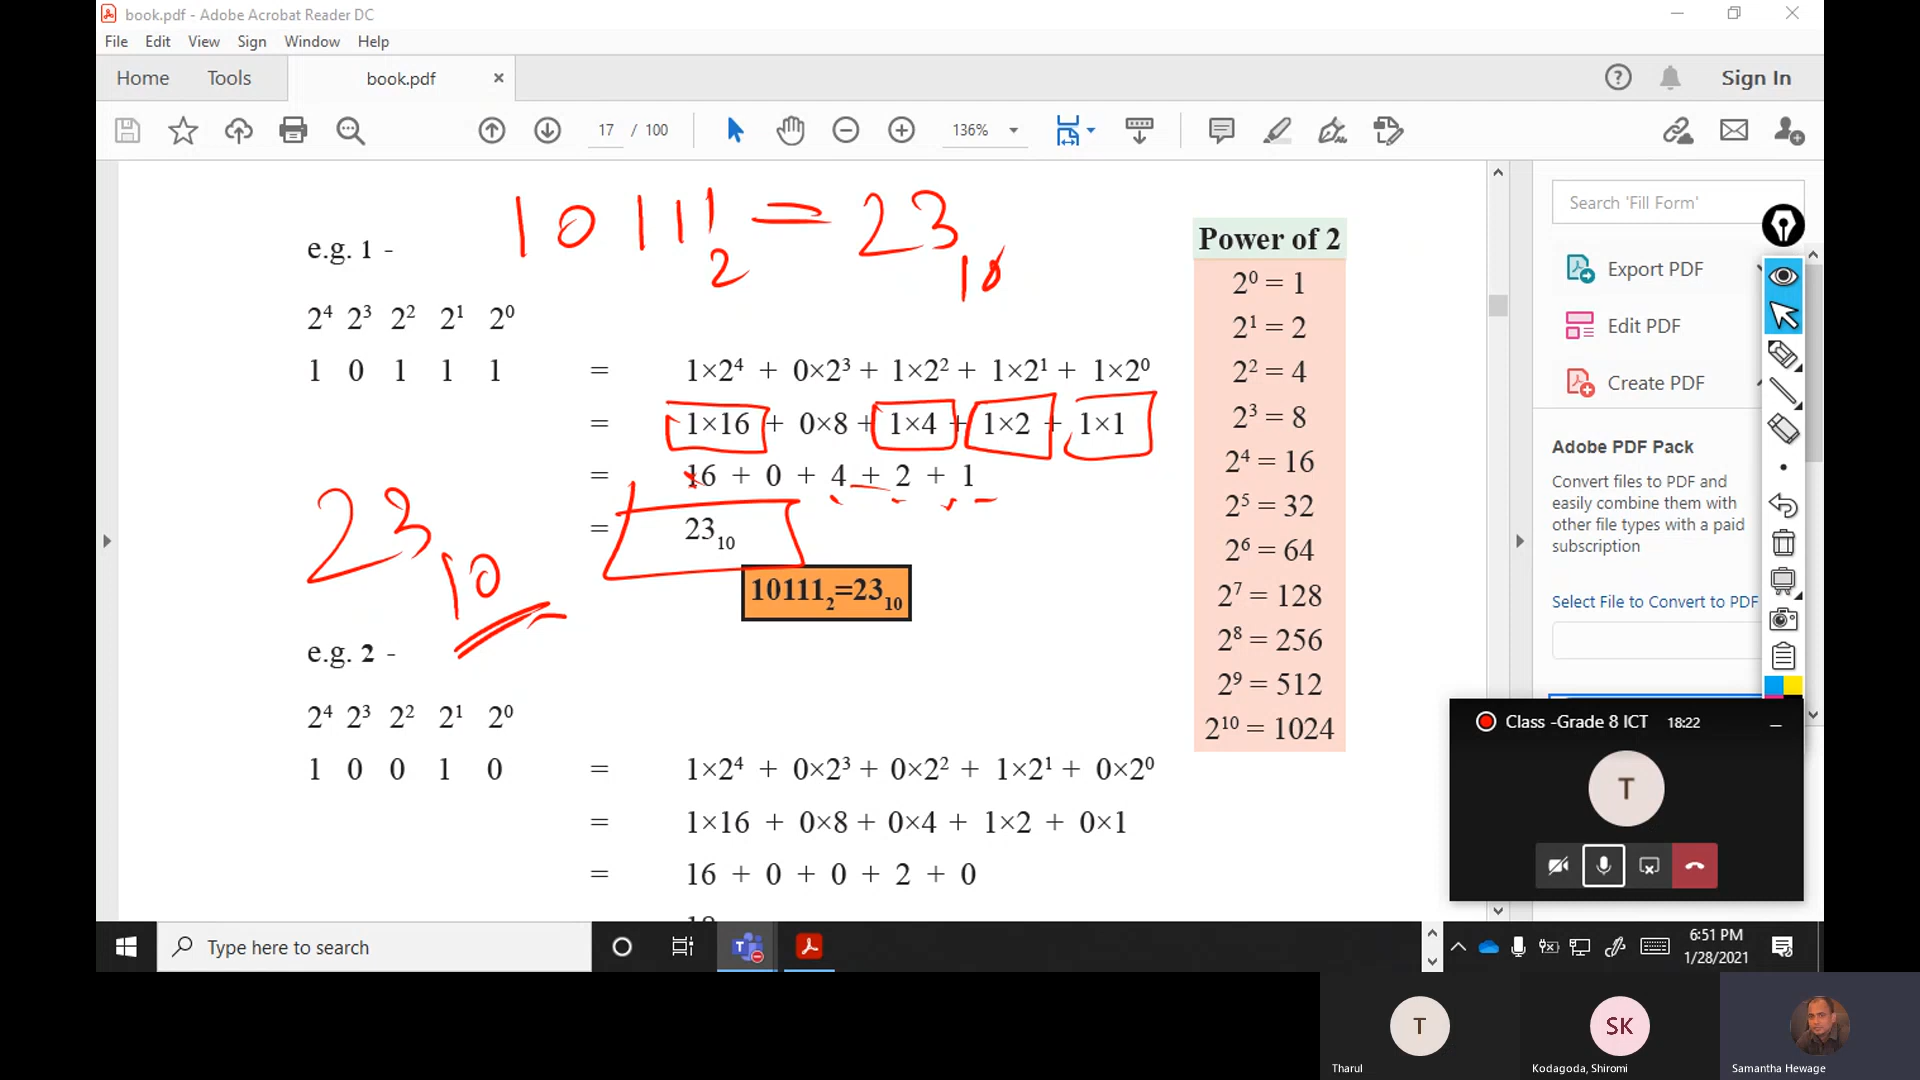 book.pdf - Adobe Acrobat Reader DC
File Edit View Sign Window Help
Home Tools book.pdf × Sign In
17 / 100 136%
10111₂ = 23₁₀
e.g. 1 -
2⁴ 2³ 2² 2¹ 2⁰
1 0 1 1 1 = 1×2⁴ + 0×2³ + 1×2² + 1×2¹ + 1×2⁰
= 1×16 + 0×8 + 1×4 + 1×2 + 1×1
= 16 + 0 + 4 + 2 + 1
= 23₁₀
23₁₀
10111₂=23₁₀
e.g. 2 -
2⁴ 2³ 2² 2¹ 2⁰
1 0 0 1 0 = 1×2⁴ + 0×2³ + 0×2² + 1×2¹ + 0×2⁰
= 1×16 + 0×8 + 0×4 + 1×2 + 0×1
= 16 + 0 + 0 + 2 + 0
Power of 2
2⁰ = 1
2¹ = 2
2² = 4
2³ = 8
2⁴ = 16
2⁵ = 32
2⁶ = 64
2⁷ = 128
2⁸ = 256
2⁹ = 512
2¹⁰ = 1024
Search 'Fill Form'
Export PDF
Edit PDF
Create PDF
Adobe PDF Pack
Convert files to PDF and
easily combine them with
other file types with a paid
subscription
Select File to Convert to PDF
Class -Grade 8 ICT 18:22
T
Type here to search
6:51 PM
1/28/2021
T
SK
Tharul
Kodagoda, Shiromi
Samantha Hewage